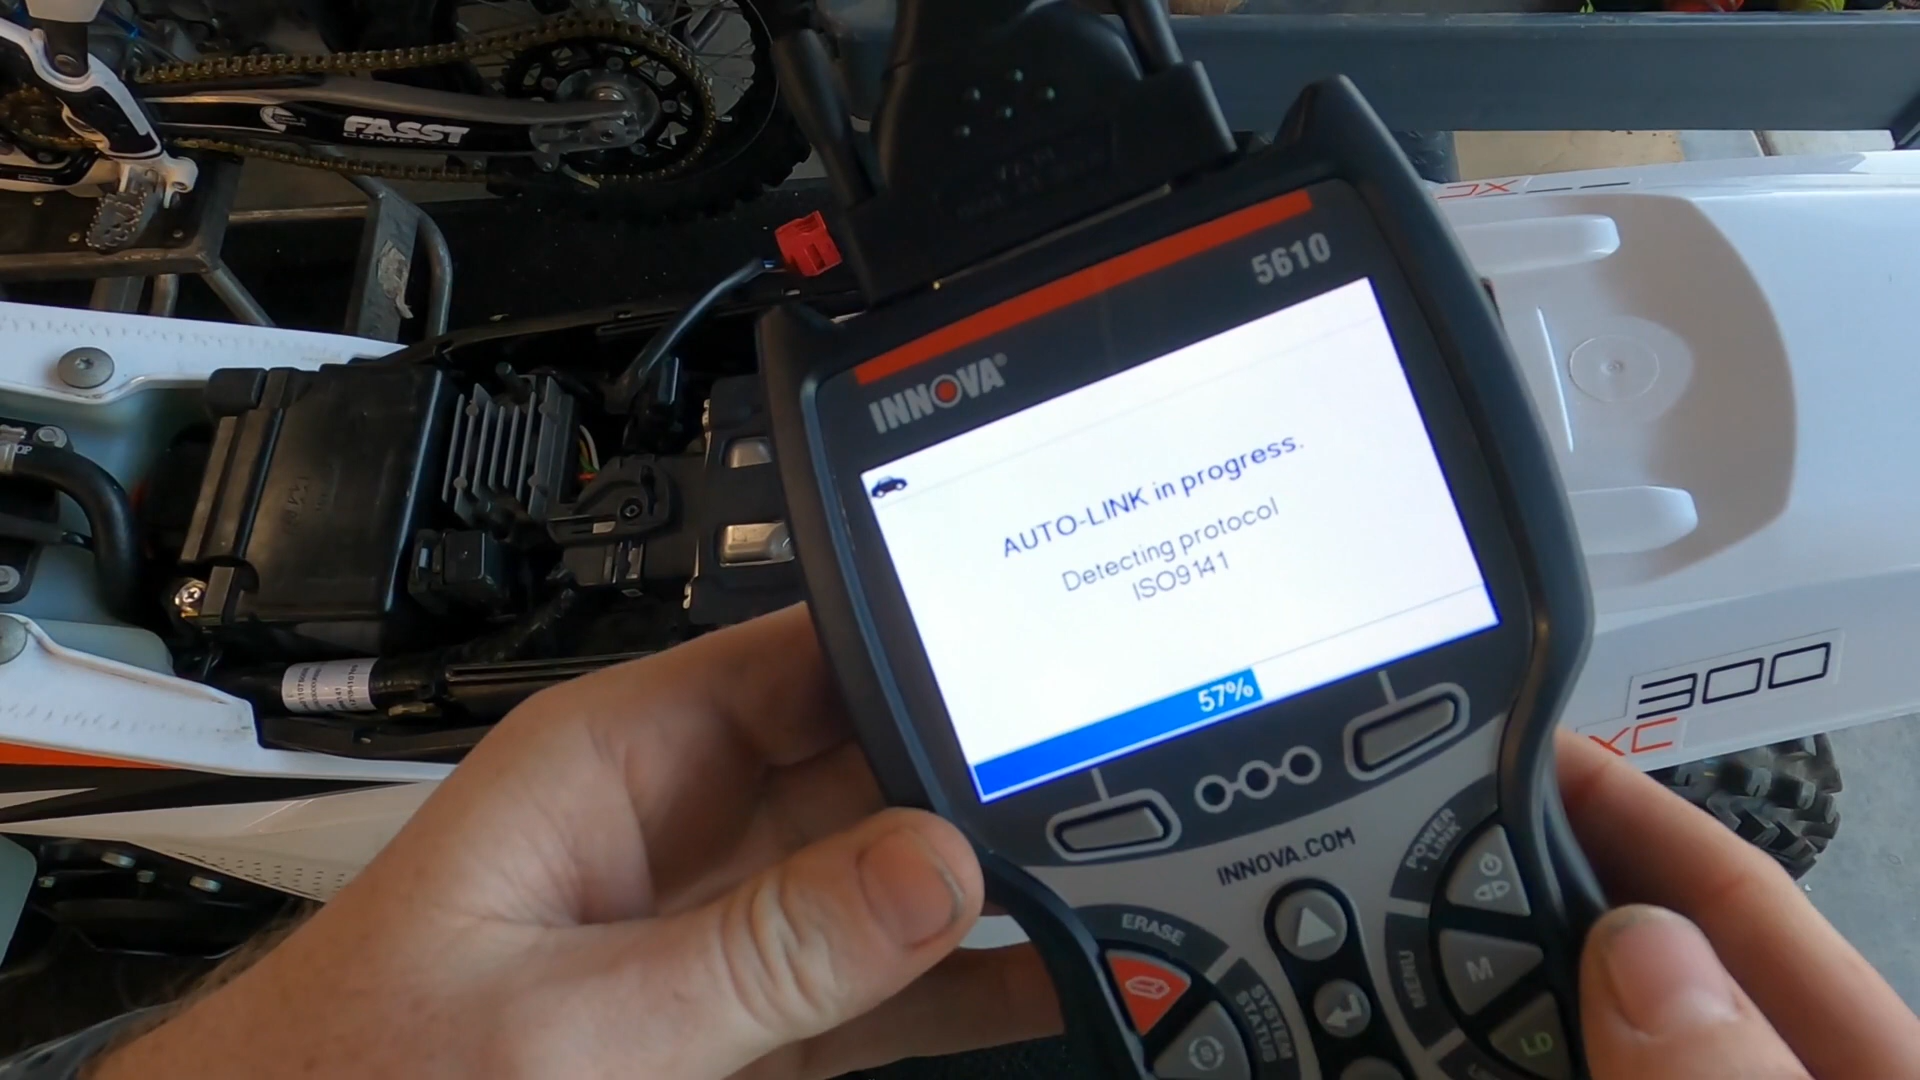 FASST
5610
INNOVA®
AUTO-LINK in progress.
Detecting protocol
ISO9141
57%
INNOVA.COM
POWER
LINK
ERASE
SYSTEM
STATUS
MENU
M
LD
300
XC